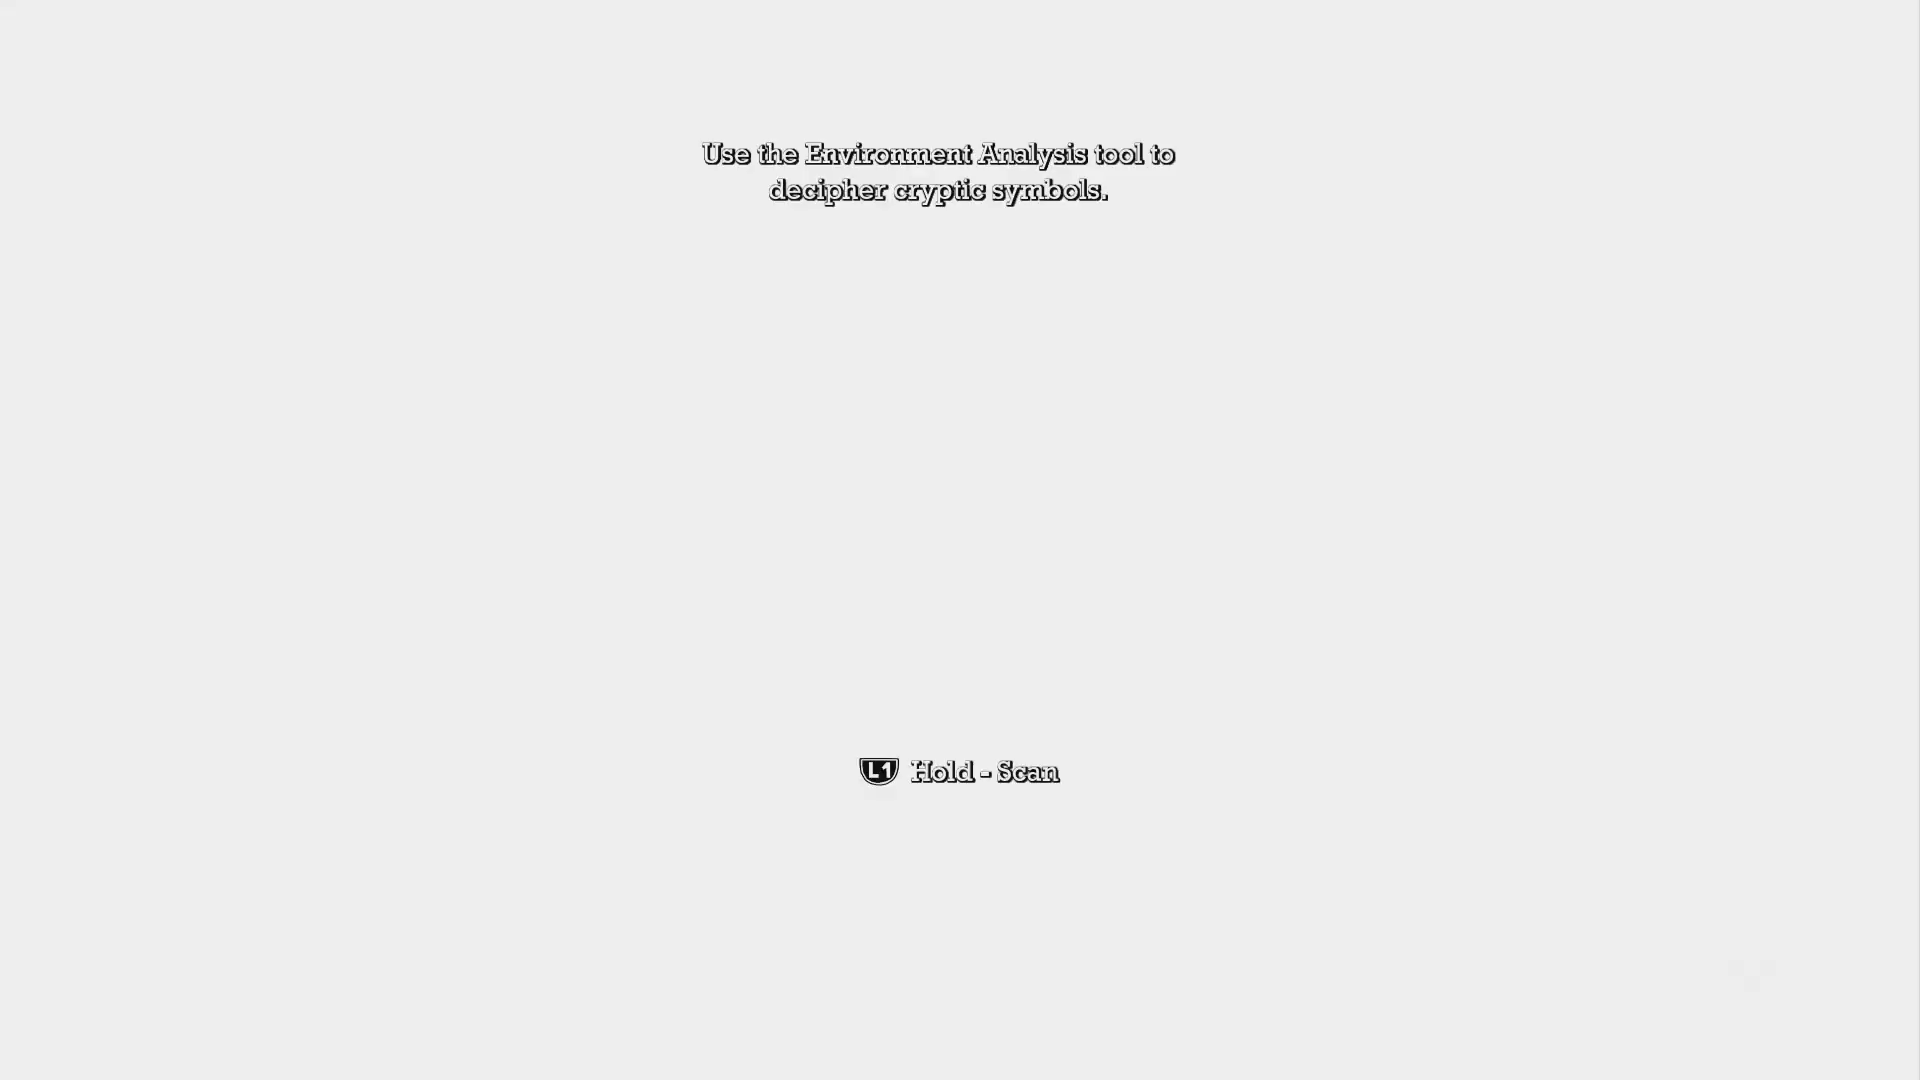 Use the Environment Analysis tool to
decipher cryptic symbols.
L1 Hold - Scan